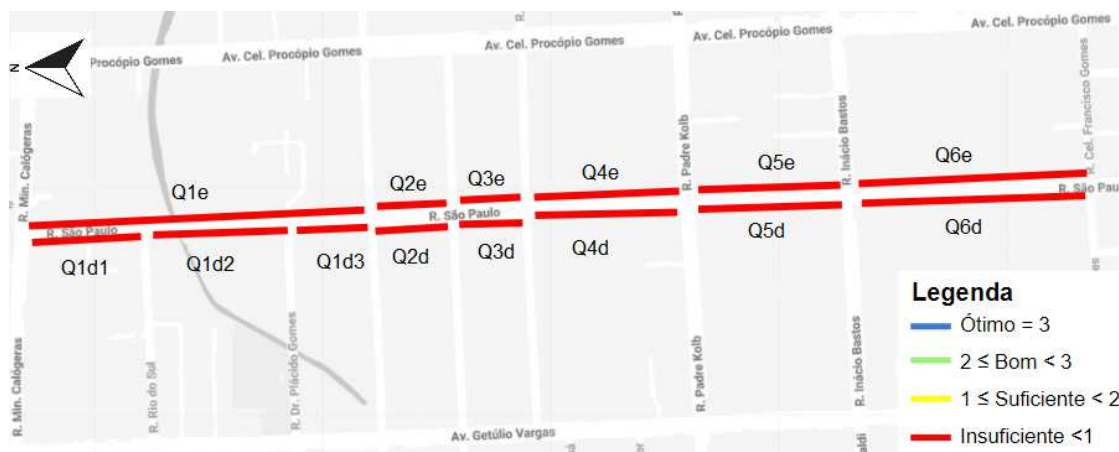 Av. Cel. Procópio Gomes
Av. Cel. Procópio Gomes
Av. Cel. Procópio Gomes
Av. Cel. Procópio Gomes
Procópio Gomes
N
R. Min. Calógeras
R. Padre Kolb
R. Inácio Bastos
R. Cel. Francisco Gomes
Q1e
Q2e
Q3e
Q4e
Q5e
Q6e
R. São Paulo
R. São Paulo
R. São Pau
Q1d1
Q1d2
Q1d3
Q2d
Q3d
Q4d
Q5d
Q6d
R. Min. Calógeras
R. Rio do Sul
R. Dr. Plácido Gomes
R. Padre Kolb
R. Inácio Bastos
Av. Getúlio Vargas
aldi
Legenda
Ótimo = 3
2 ≤ Bom < 3
1 ≤ Suficiente < 2
Insuficiente <1